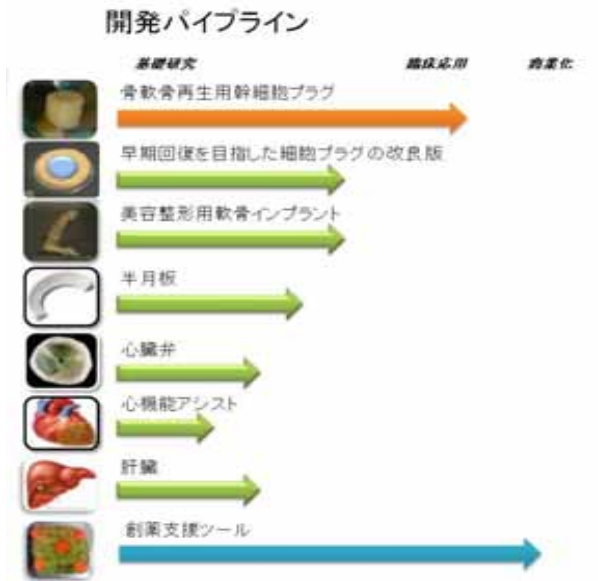 開発パイプライン
基礎研究 臨床応用 商業化
骨軟骨再生用幹細胞プラグ
早期回復を目指した細胞プラグの改良版
美容整形用軟骨インプラント
半月板
心臓弁
心機能アシスト
肝臓
創薬支援ツール